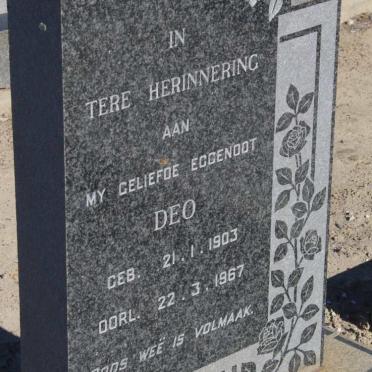 IN
TERE HERINNERING
AAN
MY GELIEFDE EGGENOOT
DEO
GEB. 21.1.1903
OORL. 22.3.1967
GODS WEË IS VOLMAAK.